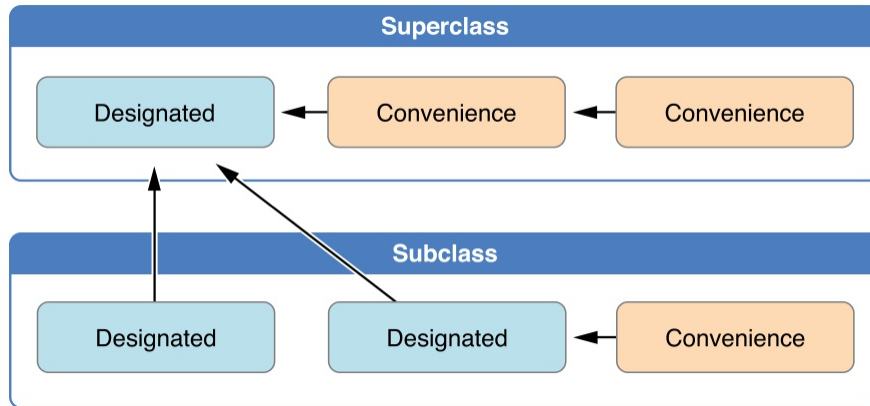 Superclass
Designated
Convenience
Convenience
Subclass
Designated
Designated
Convenience